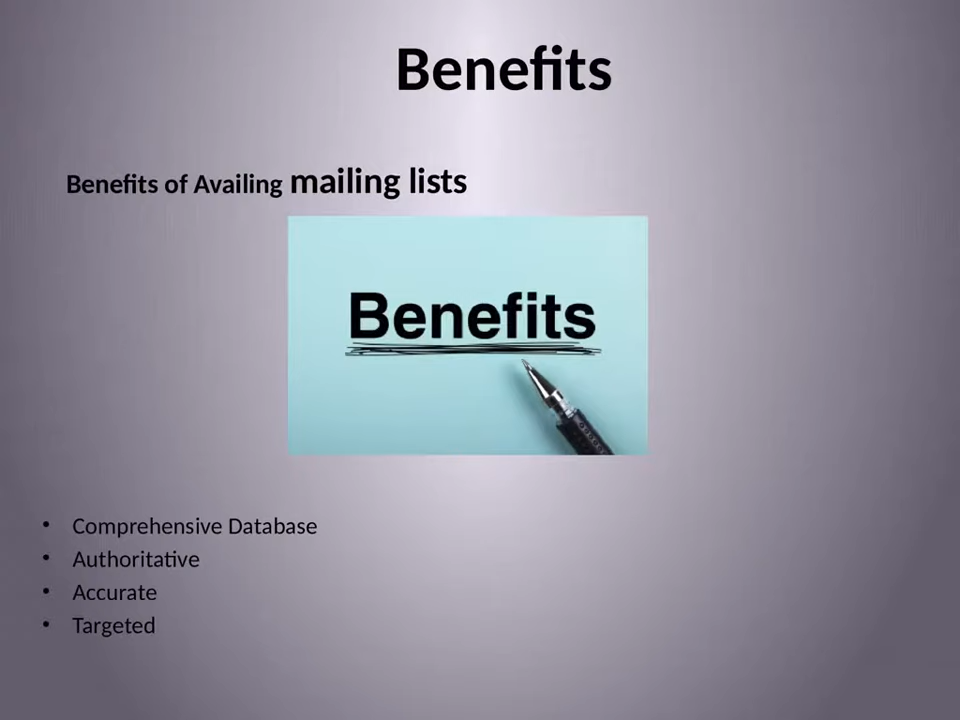 Benefits
Benefits of Availing mailing lists
Benefits
• Comprehensive Database
• Authoritative
• Accurate
• Targeted